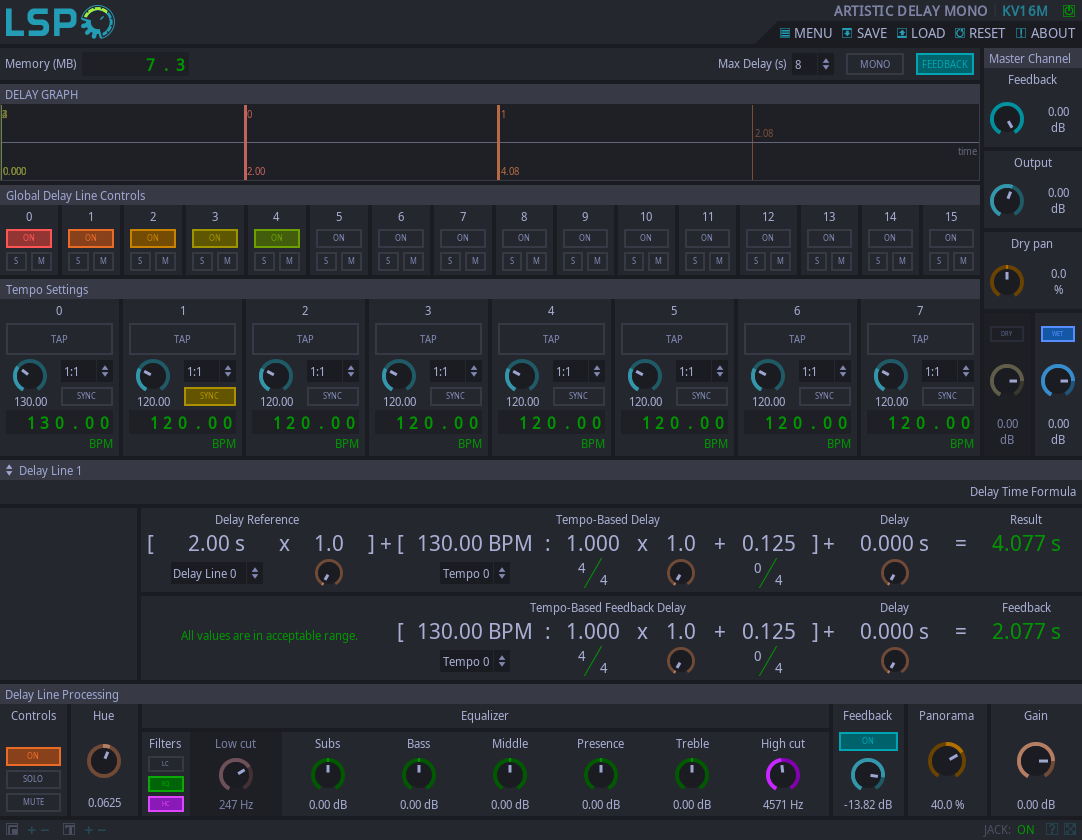 LSP
ARTISTIC DELAY MONO KV16M
MENU SAVE LOAD RESET ABOUT
Memory (MB) 7.3 Max Delay (s) 8 MONO FEEDBACK
Master Channel
Feedback
0.00
dB
Output
0.00
dB
Dry pan
0.0
%
DRY WET
0.00 0.00
dB dB
DELAY GRAPH
0 1
2.08
time
0.000 2.00 4.08
Global Delay Line Controls
0 1 2 3 4 5 6 7 8 9 10 11 12 13 14 15
ON ON ON ON ON ON ON ON ON ON ON ON ON ON ON ON
S M S M S M S M S M S M S M S M S M S M S M S M S M S M S M S M
Tempo Settings
0 1 2 3 4 5 6 7
TAP TAP TAP TAP TAP TAP TAP TAP
1:1 1:1 1:1 1:1 1:1 1:1 1:1 1:1
SYNC SYNC SYNC SYNC SYNC SYNC SYNC SYNC
130.00 120.00 120.00 120.00 120.00 120.00 120.00 120.00
130.00 120.00 120.00 120.00 120.00 120.00 120.00 120.00
BPM BPM BPM BPM BPM BPM BPM BPM
Delay Line 1
Delay Time Formula
Delay Reference Tempo-Based Delay Delay Result
[ 2.00 s x 1.0 ] + [ 130.00 BPM : 1.000 x 1.0 + 0.125 ] + 0.000 s = 4.077 s
Delay Line 0 Tempo 0 4/4 0/4
Tempo-Based Feedback Delay Delay Feedback
All values are in acceptable range. [ 130.00 BPM : 1.000 x 1.0 + 0.125 ] + 0.000 s = 2.077 s
Tempo 0 4/4 0/4
Delay Line Processing
Controls Hue Equalizer Feedback Panorama Gain
ON
SOLO
MUTE
0.0625
Filters Low cut Subs Bass Middle Presence Treble High cut
LC
EQ
HC
247 Hz 0.00 dB 0.00 dB 0.00 dB 0.00 dB 0.00 dB 4571 Hz
ON
-13.82 dB 40.0 % 0.00 dB
+ − T + − JACK: ON ?